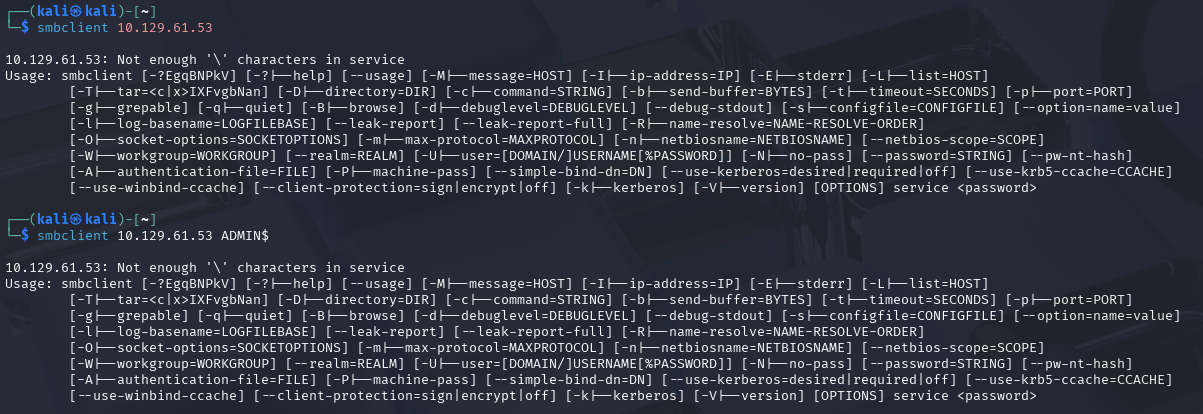 ┌──(kali㉿kali)-[~]
└─$ smbclient 10.129.61.53
10.129.61.53: Not enough '\' characters in service
Usage: smbclient [-?EgqBNPkV] [-?├──help] [--usage] [-M├──message=HOST] [-I├──ip-address=IP] [-E├──stderr] [-L├──list=HOST]
[-T├──tar=<c|x>IXFvgbNan] [-D├──directory=DIR] [-c├──command=STRING] [-b├──send-buffer=BYTES] [-t├──timeout=SECONDS] [-p├──port=PORT]
[-g├──grepable] [-q├──quiet] [-B├──browse] [-d├──debuglevel=DEBUGLEVEL] [--debug-stdout] [-s├──configfile=CONFIGFILE] [--option=name=value]
[-l├──log-basename=LOGFILEBASE] [--leak-report] [--leak-report-full] [-R├──name-resolve=NAME-RESOLVE-ORDER]
[-O├──socket-options=SOCKETOPTIONS] [-m├──max-protocol=MAXPROTOCOL] [-n├──netbiosname=NETBIOSNAME] [--netbios-scope=SCOPE]
[-W├──workgroup=WORKGROUP] [--realm=REALM] [-U├──user=[DOMAIN/]USERNAME[%PASSWORD]] [-N├──no-pass] [--password=STRING] [--pw-nt-hash]
[-A├──authentication-file=FILE] [-P├──machine-pass] [--simple-bind-dn=DN] [--use-kerberos=desired|required|off] [--use-krb5-ccache=CCACHE]
[--use-winbind-ccache] [--client-protection=sign|encrypt|off] [-k├──kerberos] [-V├──version] [OPTIONS] service <password>
┌──(kali㉿kali)-[~]
└─$ smbclient 10.129.61.53 ADMIN$
10.129.61.53: Not enough '\' characters in service
Usage: smbclient [-?EgqBNPkV] [-?├──help] [--usage] [-M├──message=HOST] [-I├──ip-address=IP] [-E├──stderr] [-L├──list=HOST]
[-T├──tar=<c|x>IXFvgbNan] [-D├──directory=DIR] [-c├──command=STRING] [-b├──send-buffer=BYTES] [-t├──timeout=SECONDS] [-p├──port=PORT]
[-g├──grepable] [-q├──quiet] [-B├──browse] [-d├──debuglevel=DEBUGLEVEL] [--debug-stdout] [-s├──configfile=CONFIGFILE] [--option=name=value]
[-l├──log-basename=LOGFILEBASE] [--leak-report] [--leak-report-full] [-R├──name-resolve=NAME-RESOLVE-ORDER]
[-O├──socket-options=SOCKETOPTIONS] [-m├──max-protocol=MAXPROTOCOL] [-n├──netbiosname=NETBIOSNAME] [--netbios-scope=SCOPE]
[-W├──workgroup=WORKGROUP] [--realm=REALM] [-U├──user=[DOMAIN/]USERNAME[%PASSWORD]] [-N├──no-pass] [--password=STRING] [--pw-nt-hash]
[-A├──authentication-file=FILE] [-P├──machine-pass] [--simple-bind-dn=DN] [--use-kerberos=desired|required|off] [--use-krb5-ccache=CCACHE]
[--use-winbind-ccache] [--client-protection=sign|encrypt|off] [-k├──kerberos] [-V├──version] [OPTIONS] service <password>